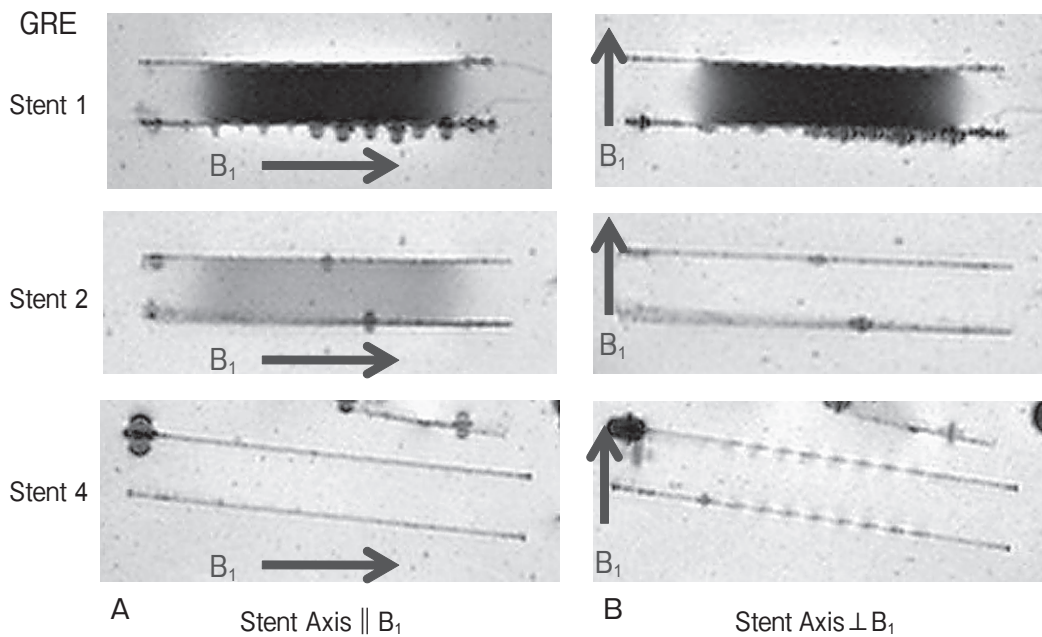 GRE
Stent 1
B₁
B₁
Stent 2
B₁
B₁
Stent 4
B₁
B₁
A
Stent Axis ∥ B₁
B
Stent Axis ⊥ B₁